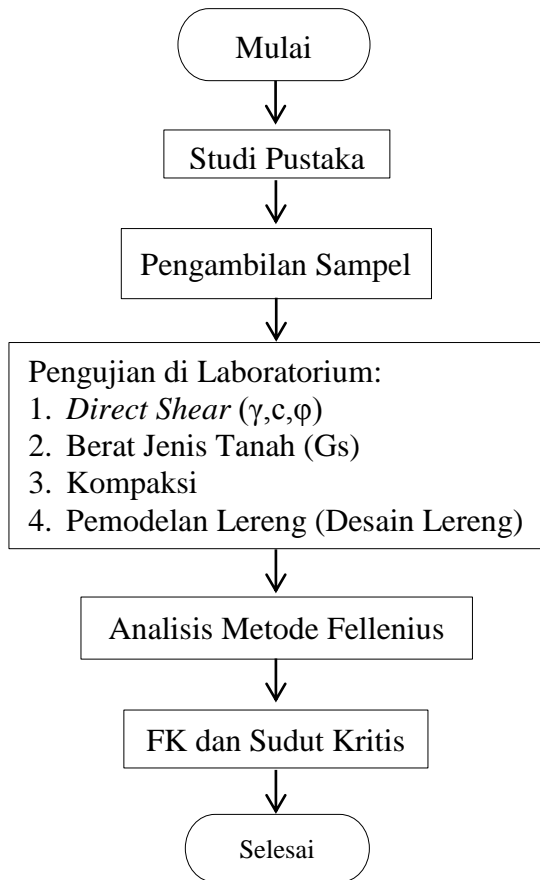 Mulai
Studi Pustaka
Pengambilan Sampel
Pengujian di Laboratorium:
1. Direct Shear (γ,c,φ)
2. Berat Jenis Tanah (Gs)
3. Kompaksi
4. Pemodelan Lereng (Desain Lereng)
Analisis Metode Fellenius
FK dan Sudut Kritis
Selesai